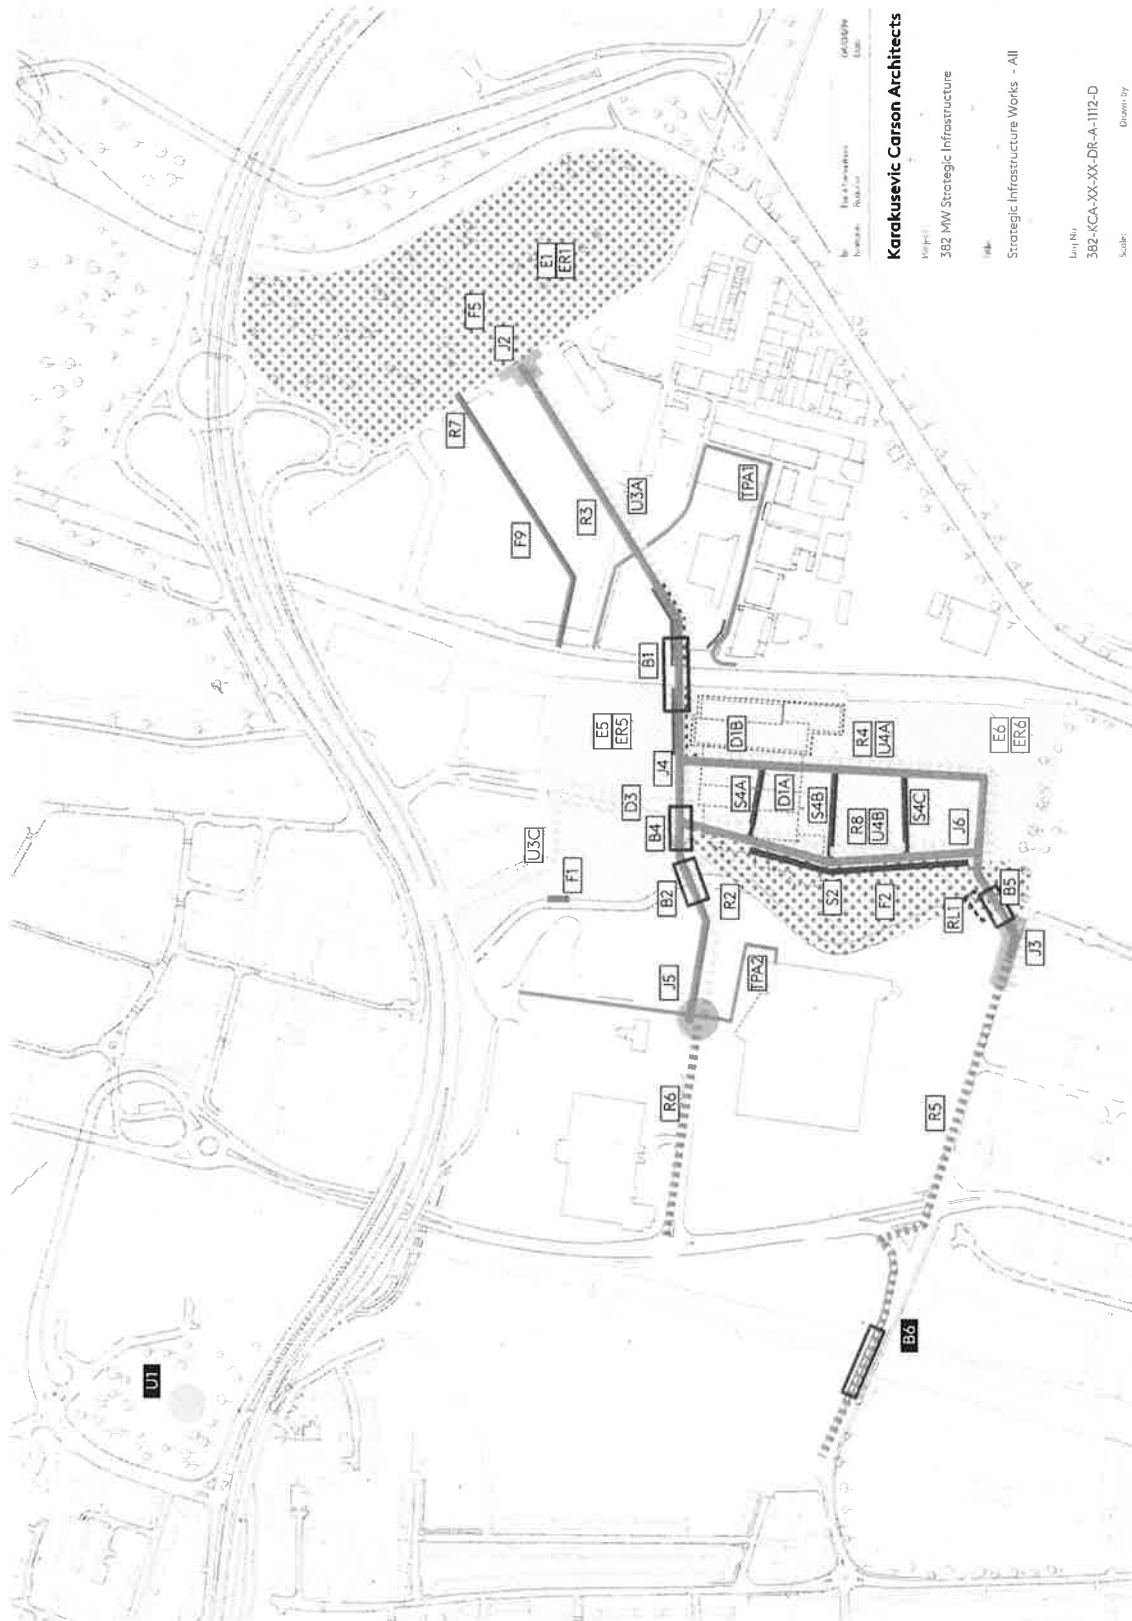 Karakusevic Carson Architects
382 MW Strategic Infrastructure
Strategic Infrastructure Works - All
382-KCA-XX-XX-DR-A-1112-D
Scale:
Drawn by
U1
B6
R5
R6
J5
TPA2
J3
RL1
B5
F2
S2
R2
B2
F1
U3C
B4
D3
J4
E5
ER5
S4A
D1A
S4B
R8
U4B
S4C
J6
D1B
R4
U4A
E6
ER6
B1
F9
R3
U3A
TPA1
R7
J2
F5
E1
ER1